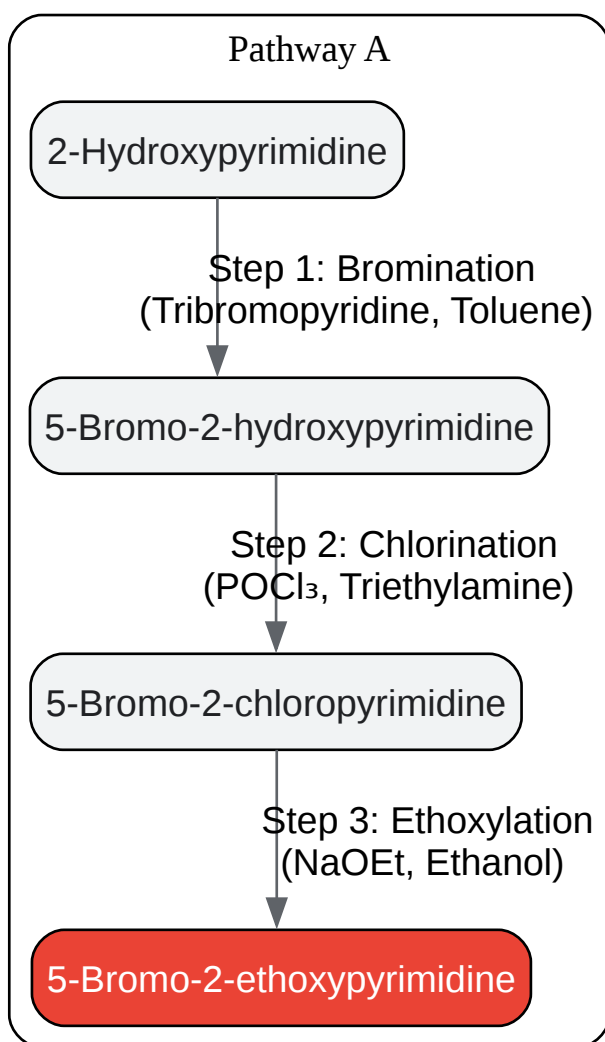 Pathway A
2-Hydroxypyrimidine
Step 1: Bromination
(Tribromopyridine, Toluene)
5-Bromo-2-hydroxypyrimidine
Step 2: Chlorination
(POCl₃, Triethylamine)
5-Bromo-2-chloropyrimidine
Step 3: Ethoxylation
(NaOEt, Ethanol)
5-Bromo-2-ethoxypyrimidine